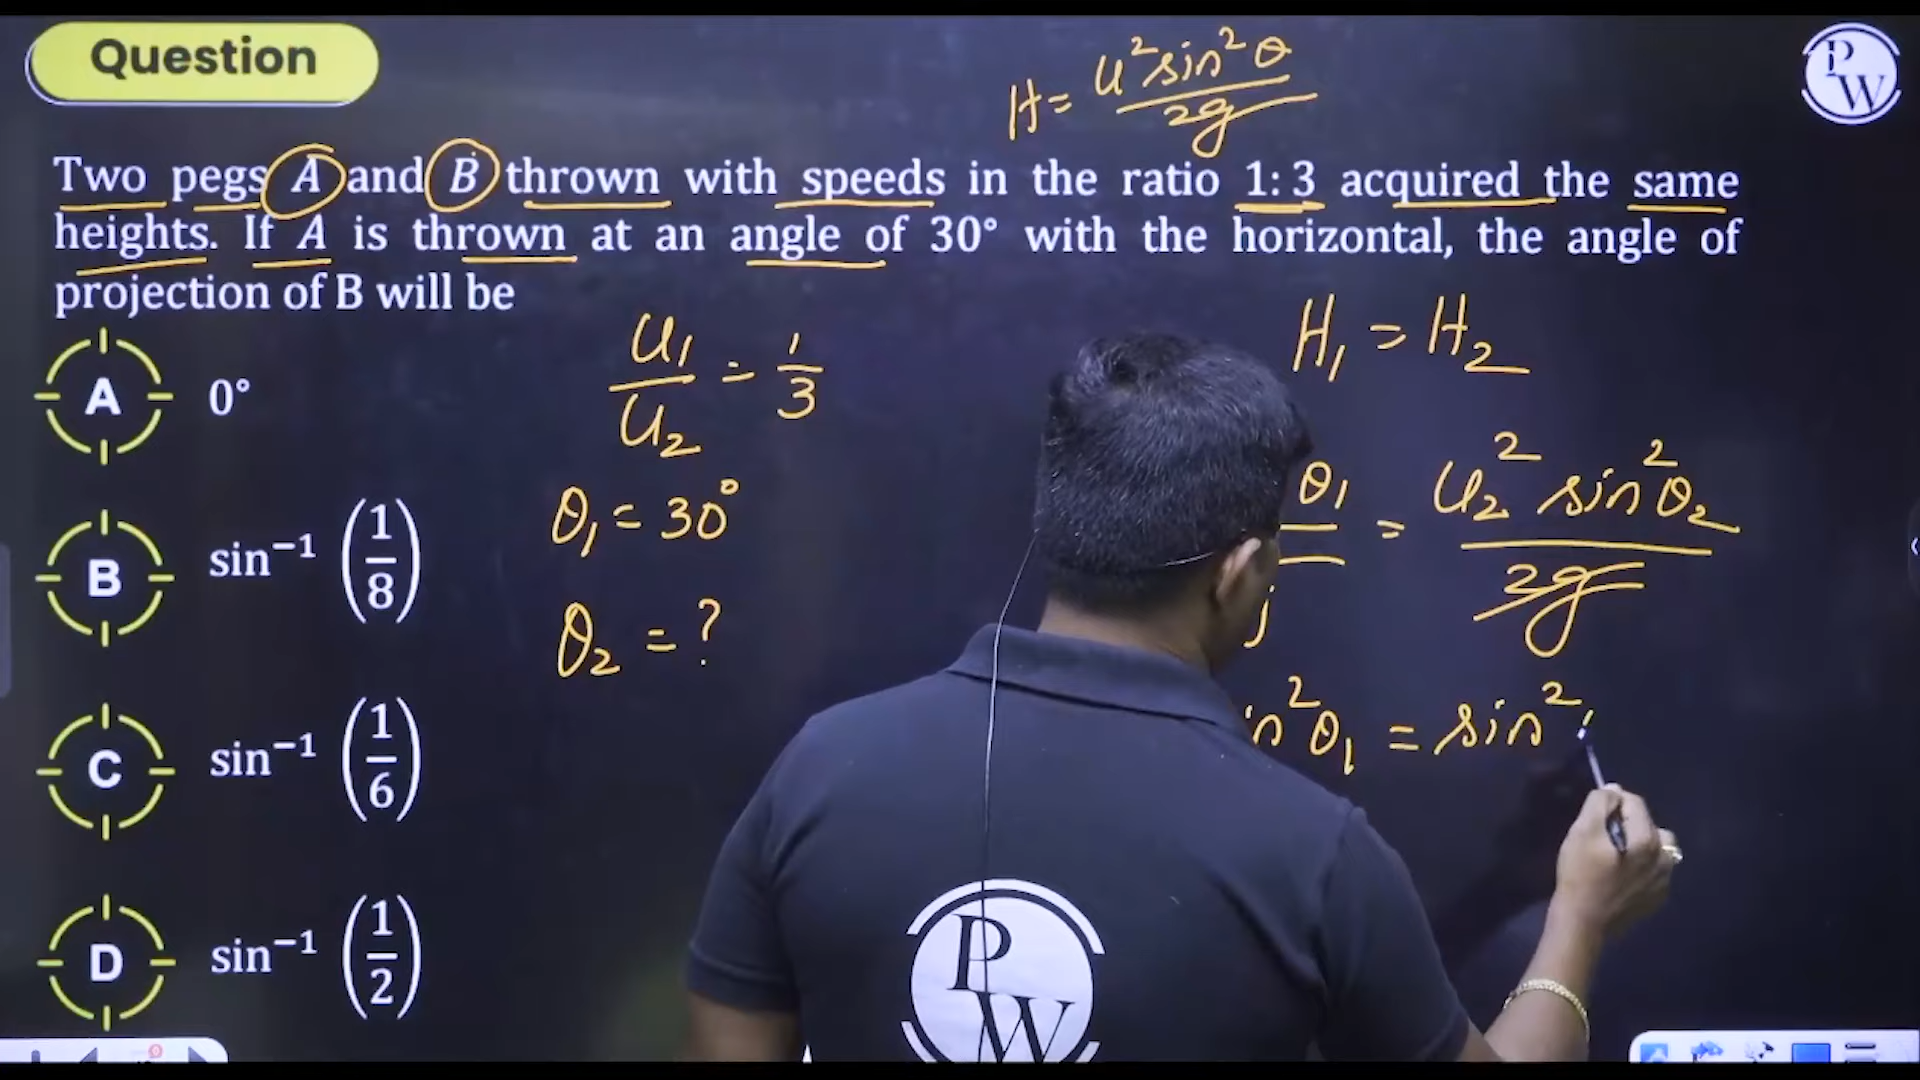 Question
H = u²sin²θ / 2g
PW
Two pegs A and B thrown with speeds in the ratio 1: 3 acquired the same
heights. If A is thrown at an angle of 30° with the horizontal, the angle of
projection of B will be
A 0°
B sin⁻¹ (1/8)
C sin⁻¹ (1/6)
D sin⁻¹ (1/2)
u₁/u₂ = 1/3
θ₁ = 30°
θ₂ = ?
H₁ = H₂
θ₁ = u₂² sin²θ₂ / 2g
in²θ₁ = sin²
PW